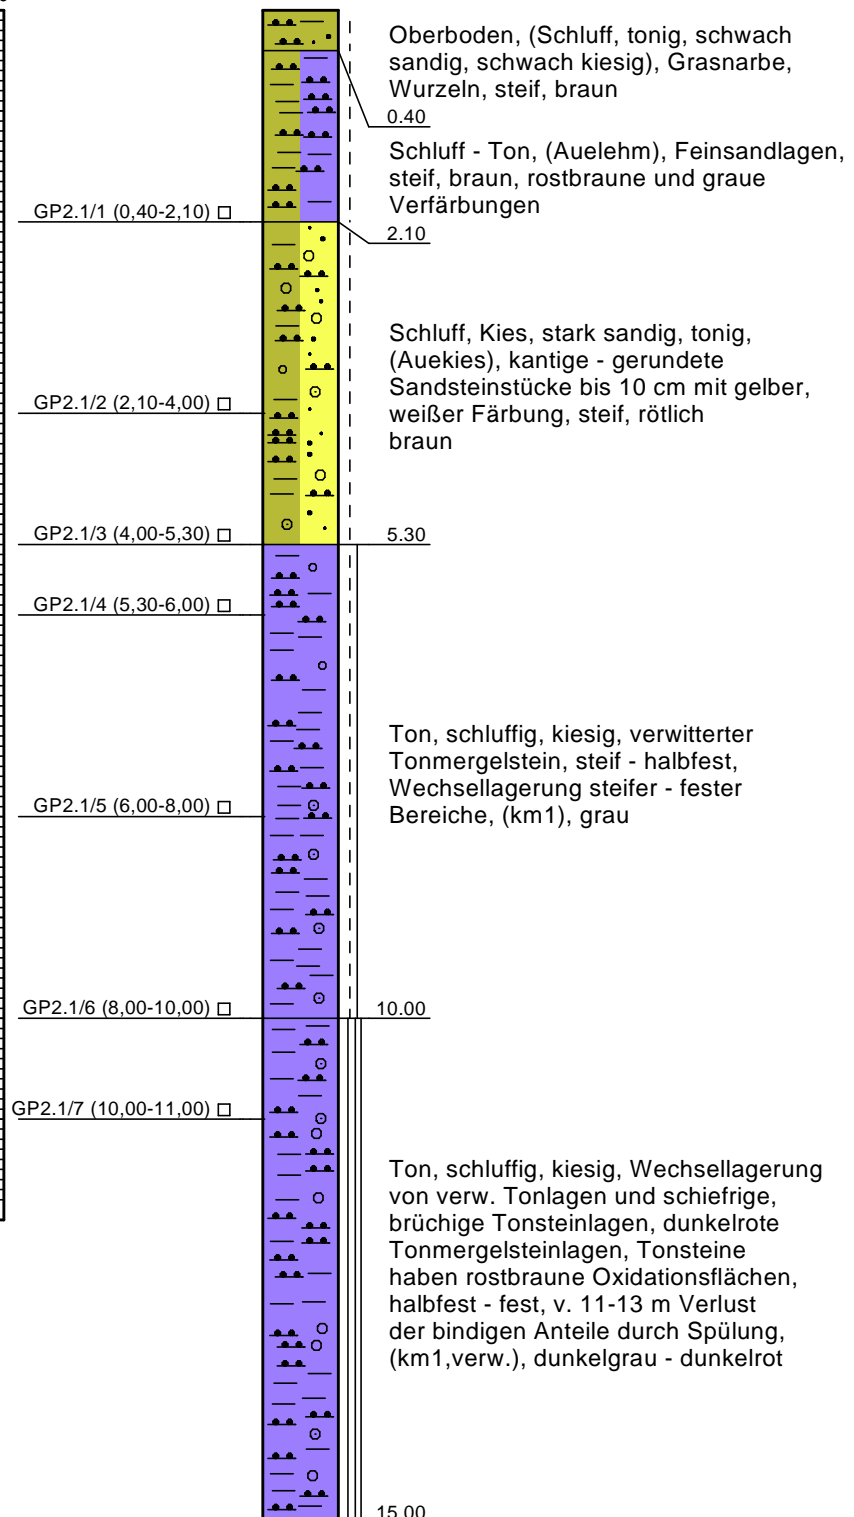 Oberboden, (Schluff, tonig, schwach
sandig, schwach kiesig), Grasnarbe,
Wurzeln, steif, braun
0.40
Schluff - Ton, (Auelehm), Feinsandlagen,
steif, braun, rostbraune und graue
Verfärbungen
GP2.1/1 (0,40-2,10)
2.10
Schluff, Kies, stark sandig, tonig,
(Auekies), kantige - gerundete
Sandsteinstücke bis 10 cm mit gelber,
weißer Färbung, steif, rötlich
braun
GP2.1/2 (2,10-4,00)
GP2.1/3 (4,00-5,30)
5.30
GP2.1/4 (5,30-6,00)
Ton, schluffig, kiesig, verwitterter
Tonmergelstein, steif - halbfest,
Wechsellagerung steifer - fester
Bereiche, (km1), grau
GP2.1/5 (6,00-8,00)
GP2.1/6 (8,00-10,00)
10.00
GP2.1/7 (10,00-11,00)
Ton, schluffig, kiesig, Wechsellagerung
von verw. Tonlagen und schiefrige,
brüchige Tonsteinlagen, dunkelrote
Tonmergelsteinlagen, Tonsteine
haben rostbraune Oxidationsflächen,
halbfest - fest, v. 11-13 m Verlust
der bindigen Anteile durch Spülung,
(km1,verw.), dunkelgrau - dunkelrot
15.00